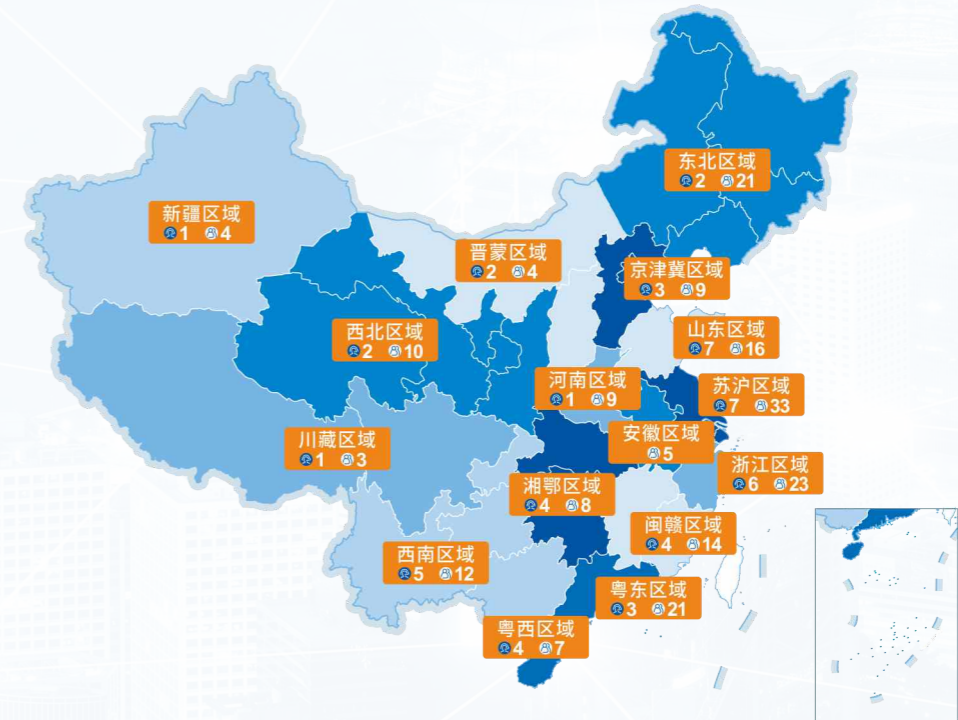 东北区域
2 21
新疆区域
1 4
晋蒙区域
2 4
京津冀区域
3 9
西北区域
2 10
山东区域
7 16
河南区域
1 9
苏沪区域
7 33
川藏区域
1 3
安徽区域
5
浙江区域
6 23
湘鄂区域
4 8
闽赣区域
4 14
西南区域
5 12
粤东区域
3 21
粤西区域
4 7